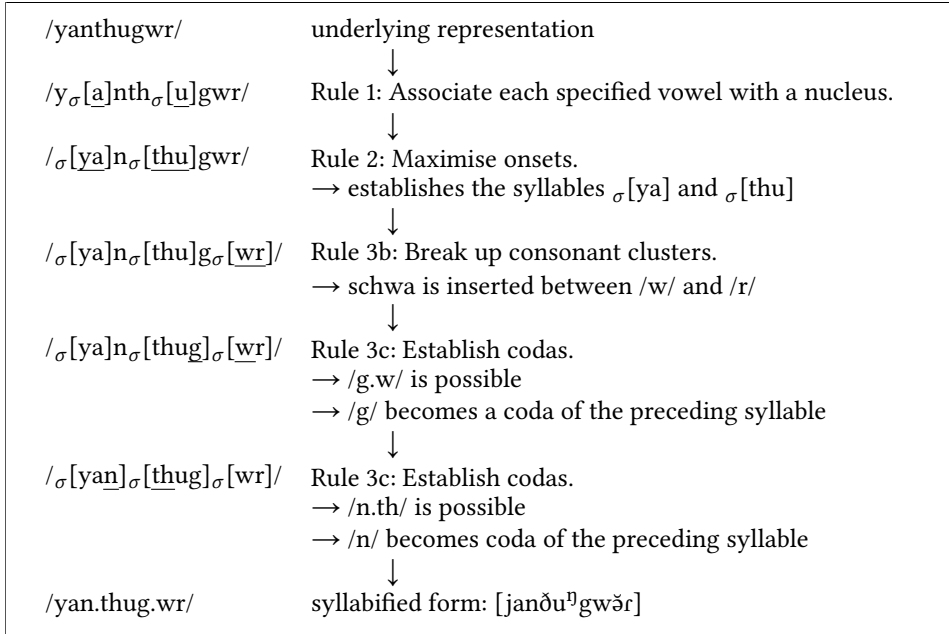 /yanthugwr/ underlying representation
↓
/yσ[a]nthσ[u]gwr/ Rule 1: Associate each specified vowel with a nucleus.
↓
/σ[ya]nσ[thu]gwr/ Rule 2: Maximise onsets.
→ establishes the syllables σ[ya] and σ[thu]
↓
/σ[ya]nσ[thu]gσ[wr]/ Rule 3b: Break up consonant clusters.
→ schwa is inserted between /w/ and /r/
↓
/σ[ya]nσ[thug]σ[wr]/ Rule 3c: Establish codas.
→ /g.w/ is possible
→ /g/ becomes a coda of the preceding syllable
↓
/σ[yan]σ[thug]σ[wr]/ Rule 3c: Establish codas.
→ /n.th/ is possible
→ /n/ becomes coda of the preceding syllable
↓
/yan.thug.wr/ syllabified form: [janðuᵑgwə̆ɾ]